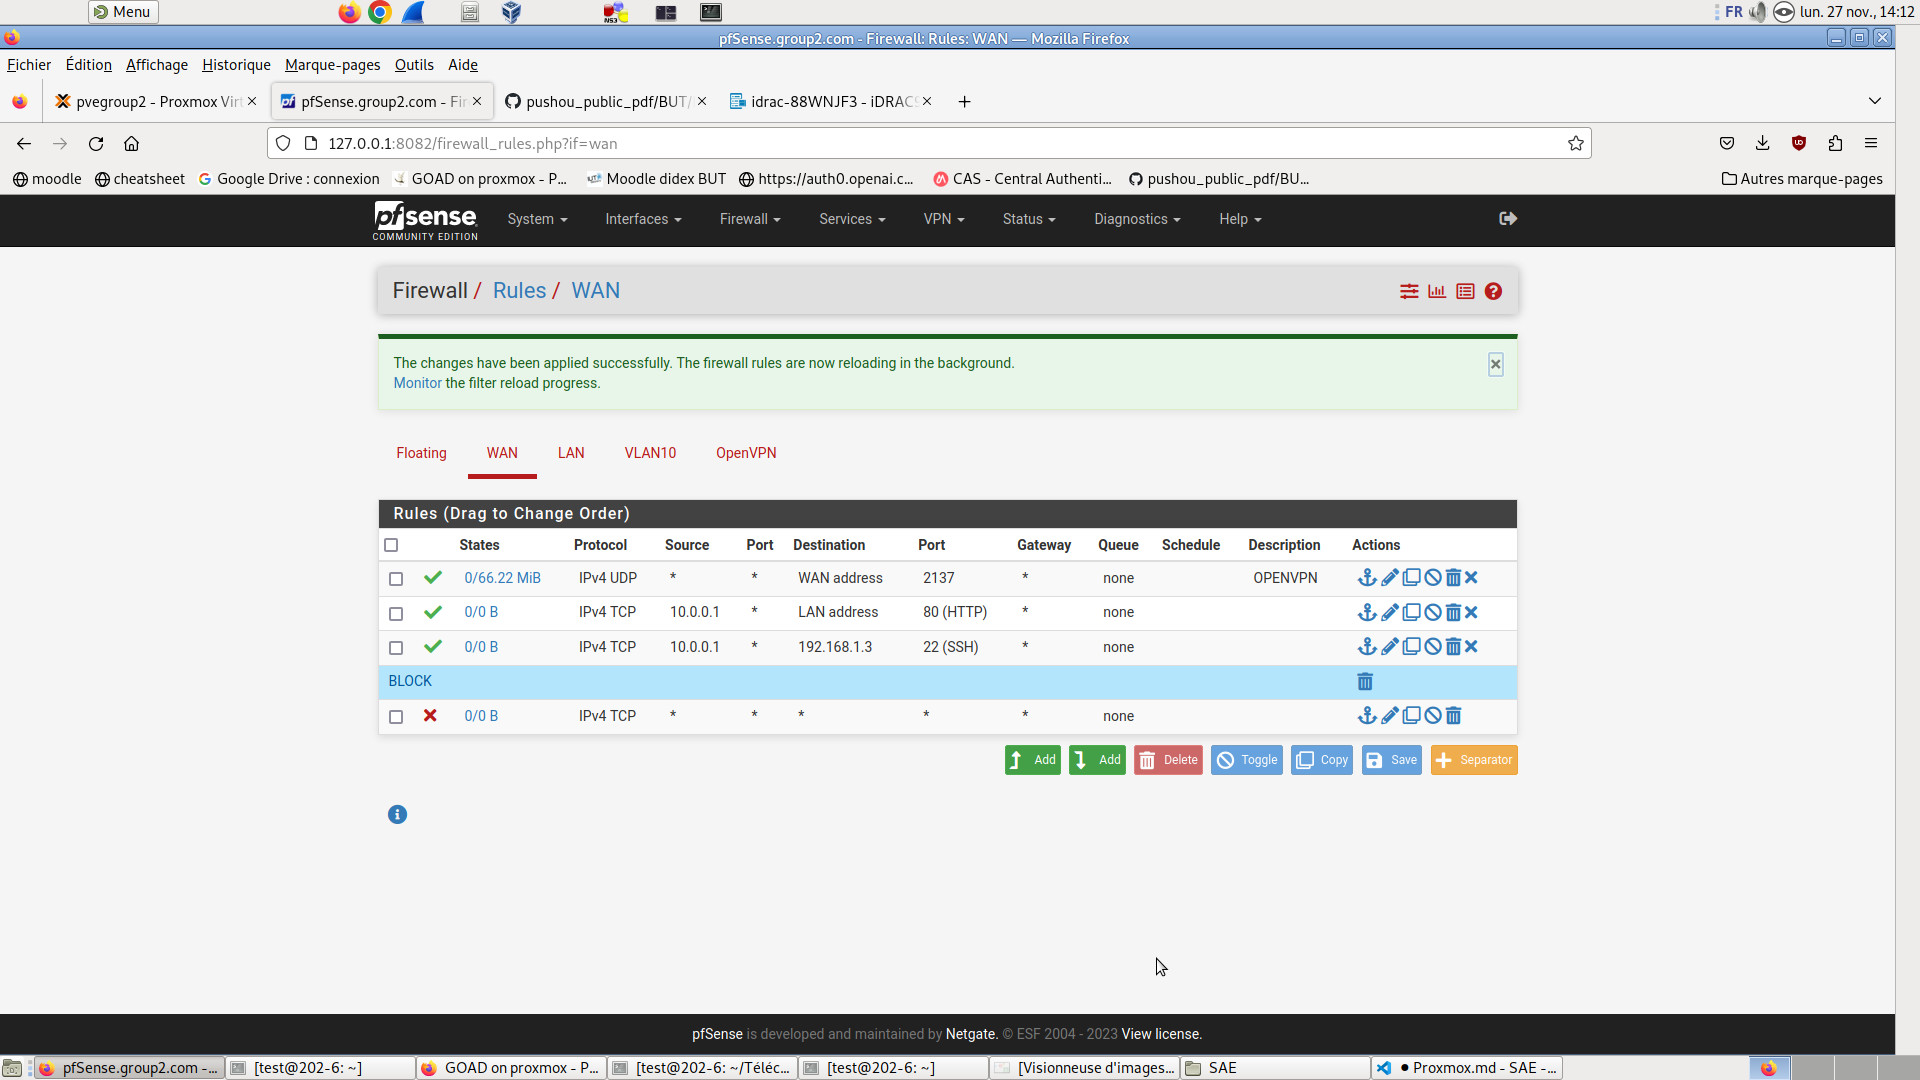 Menu
FR
lun. 27 nov., 14:12
pfSense.group2.com - Firewall: Rules: WAN — Mozilla Firefox
Fichier Édition Affichage Historique Marque-pages Outils Aide
pvegroup2 - Proxmox Virt
pfSense.group2.com - Fir
pushou_public_pdf/BUT/
idrac-88WNJF3 - iDRAC9
127.0.0.1:8082/firewall_rules.php?if=wan
moodle cheatsheet Google Drive : connexion GOAD on proxmox - P... Moodle didex BUT https://auth0.openai.c... CAS - Central Authenti... pushou_public_pdf/BU... Autres marque-pages
pfsense
COMMUNITY EDITION
System Interfaces Firewall Services VPN Status Diagnostics Help
Firewall / Rules / WAN
The changes have been applied successfully. The firewall rules are now reloading in the background.
Monitor the filter reload progress.
Floating WAN LAN VLAN10 OpenVPN
Rules (Drag to Change Order)
States Protocol Source Port Destination Port Gateway Queue Schedule Description Actions
0/66.22 MiB IPv4 UDP * * WAN address 2137 * none OPENVPN
0/0 B IPv4 TCP 10.0.0.1 * LAN address 80 (HTTP) * none
0/0 B IPv4 TCP 10.0.0.1 * 192.168.1.3 22 (SSH) * none
BLOCK
0/0 B IPv4 TCP * * * * * none
Add Add Delete Toggle Copy Save Separator
pfSense is developed and maintained by Netgate. © ESF 2004 - 2023 View license.
pfSense.group2.com -... [test@202-6: ~] GOAD on proxmox - P... [test@202-6: ~/Téléc... [test@202-6: ~] [Visionneuse d'images... SAE ● Proxmox.md - SAE -...